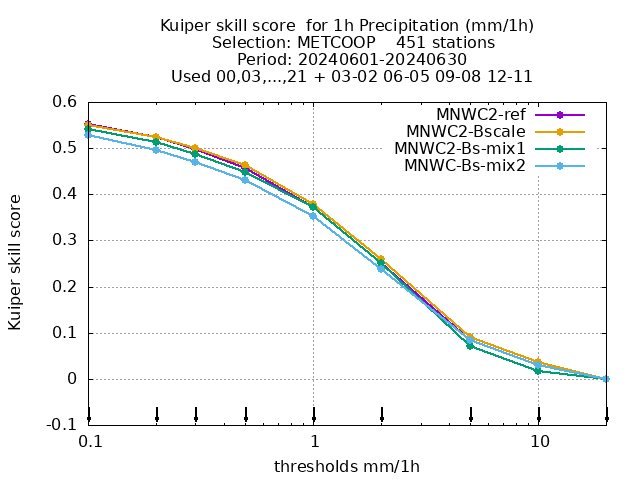 Kuiper skill score  for 1h Precipitation (mm/1h)
Selection: METCOOP    451 stations
Period: 20240601-20240630
Used 00,03,...,21 + 03-02 06-05 09-08 12-11
MNWC2-ref
MNWC2-Bscale
MNWC2-Bs-mix1
MNWC-Bs-mix2
0.6
0.5
0.4
0.3
0.2
0.1
0
-0.1
Kuiper skill score
0.1 1 10
thresholds mm/1h